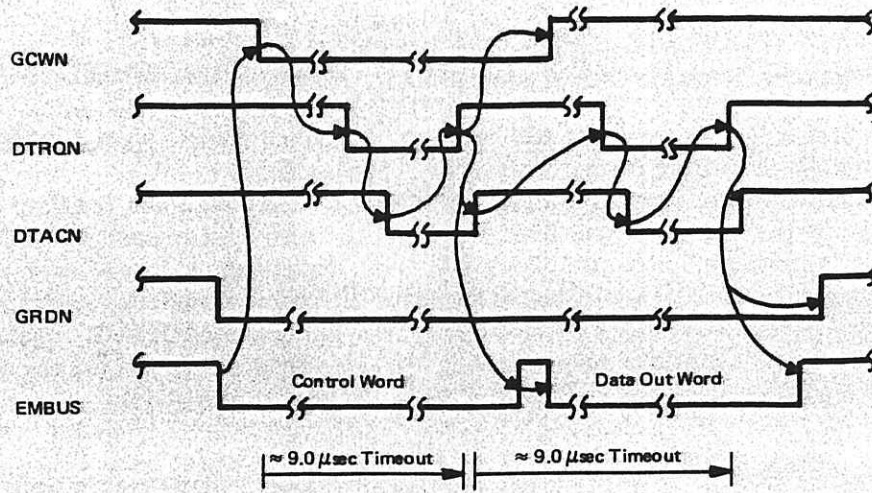 GCWN
DTRQN
DTACN
GRDN
EMBUS
Control Word
Data Out Word
≈ 9.0 μsec Timeout
≈ 9.0 μsec Timeout